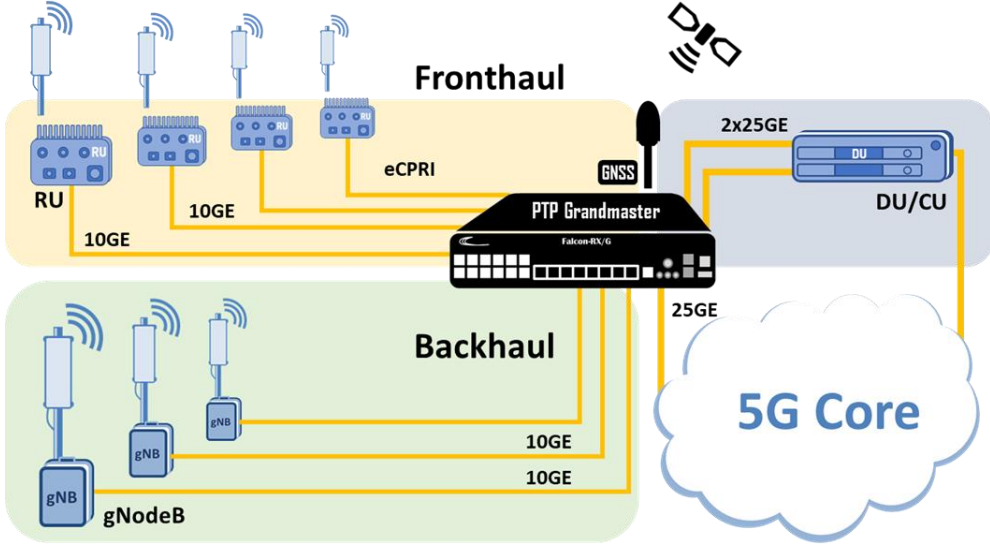 Fronthaul
RU
RU
RU
RU
RU
eCPRI
10GE
10GE
GNSS
PTP Grandmaster
Falcon-RX/G
2x25GE
DU
DU/CU
25GE
Backhaul
5G Core
gNB
gNB
gNB
10GE
10GE
gNodeB